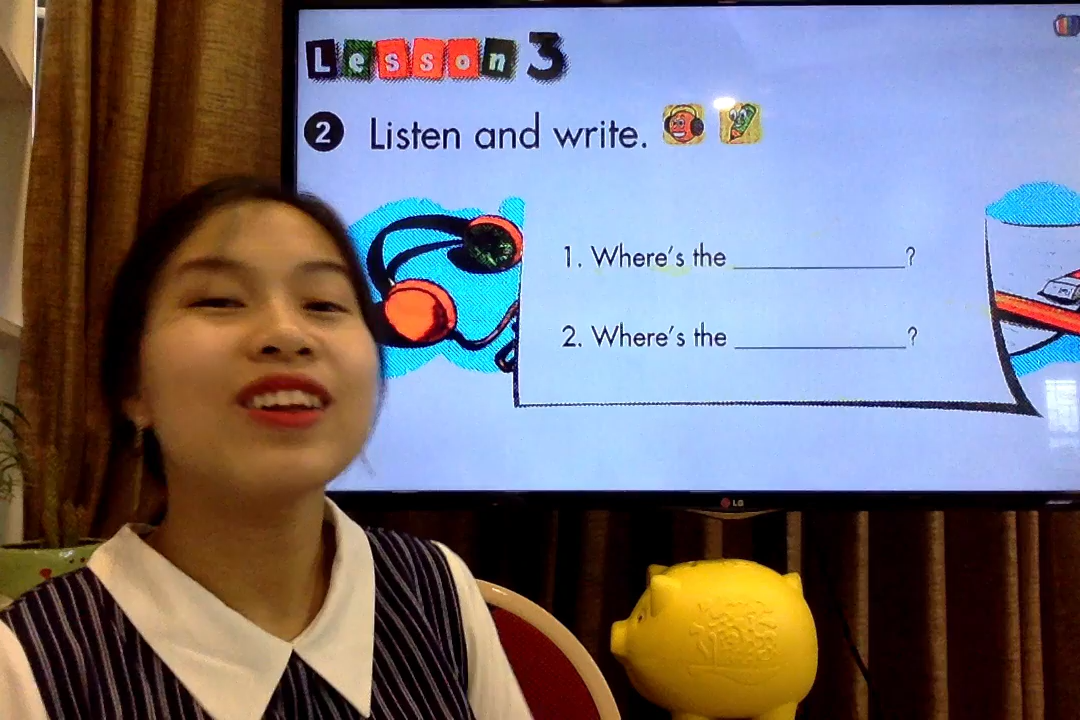 Lesson 3
2 Listen and write.
1. Where's the ____________?
2. Where's the ____________?
LG